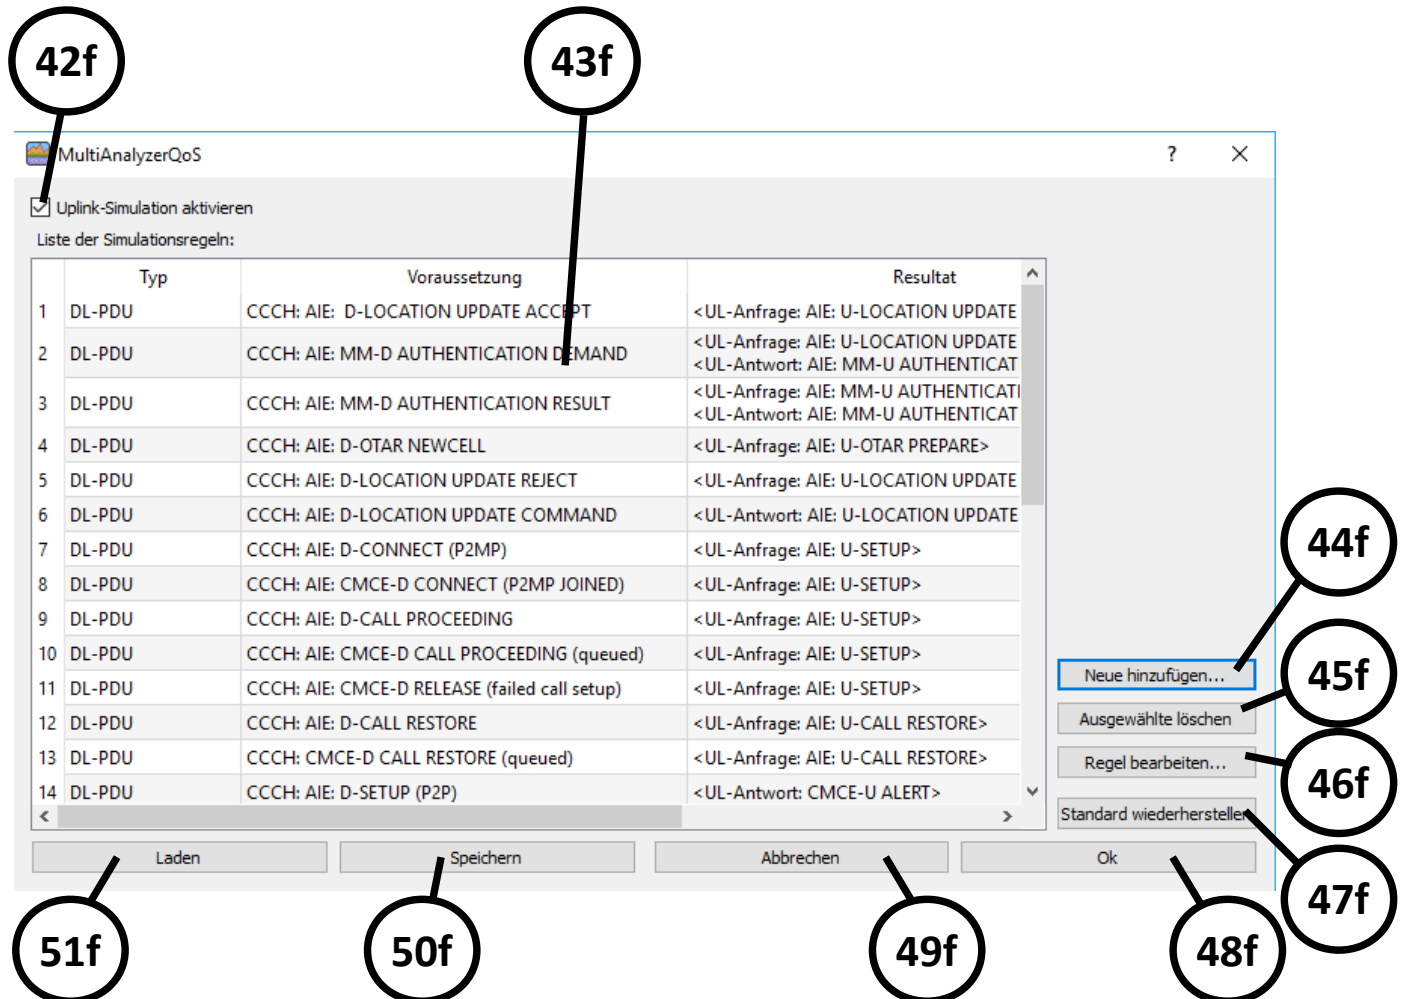 42f
43f
MultiAnalyzerQoS
?
Uplink-Simulation aktivieren
Liste der Simulationsregeln:
Typ Voraussetzung Resultat
1 DL-PDU CCCH: AIE:  D-LOCATION UPDATE ACCEPT <UL-Anfrage: AIE: U-LOCATION UPDATE
2 DL-PDU CCCH: AIE: MM-D AUTHENTICATION DEMAND <UL-Anfrage: AIE: U-LOCATION UPDATE
<UL-Antwort: AIE: MM-U AUTHENTICAT
3 DL-PDU CCCH: AIE: MM-D AUTHENTICATION RESULT <UL-Anfrage: AIE: MM-U AUTHENTICATI
<UL-Antwort: AIE: MM-U AUTHENTICAT
4 DL-PDU CCCH: AIE: D-OTAR NEWCELL <UL-Anfrage: AIE: U-OTAR PREPARE>
5 DL-PDU CCCH: AIE: D-LOCATION UPDATE REJECT <UL-Anfrage: AIE: U-LOCATION UPDATE
6 DL-PDU CCCH: AIE: D-LOCATION UPDATE COMMAND <UL-Antwort: AIE: U-LOCATION UPDATE
7 DL-PDU CCCH: AIE: D-CONNECT (P2MP) <UL-Anfrage: AIE: U-SETUP>
8 DL-PDU CCCH: AIE: CMCE-D CONNECT (P2MP JOINED) <UL-Anfrage: AIE: U-SETUP>
9 DL-PDU CCCH: AIE: D-CALL PROCEEDING <UL-Anfrage: AIE: U-SETUP>
10 DL-PDU CCCH: AIE: CMCE-D CALL PROCEEDING (queued) <UL-Anfrage: AIE: U-SETUP>
11 DL-PDU CCCH: AIE: CMCE-D RELEASE (failed call setup) <UL-Anfrage: AIE: U-SETUP>
12 DL-PDU CCCH: AIE: D-CALL RESTORE <UL-Anfrage: AIE: U-CALL RESTORE>
13 DL-PDU CCCH: CMCE-D CALL RESTORE (queued) <UL-Anfrage: AIE: U-CALL RESTORE>
14 DL-PDU CCCH: AIE: D-SETUP (P2P) <UL-Antwort: CMCE-U ALERT>
44f
Neue hinzufügen...
45f
Ausgewählte löschen
Regel bearbeiten...
46f
Standard wiederherstellen
47f
Laden Speichern Abbrechen Ok
51f 50f 49f 48f